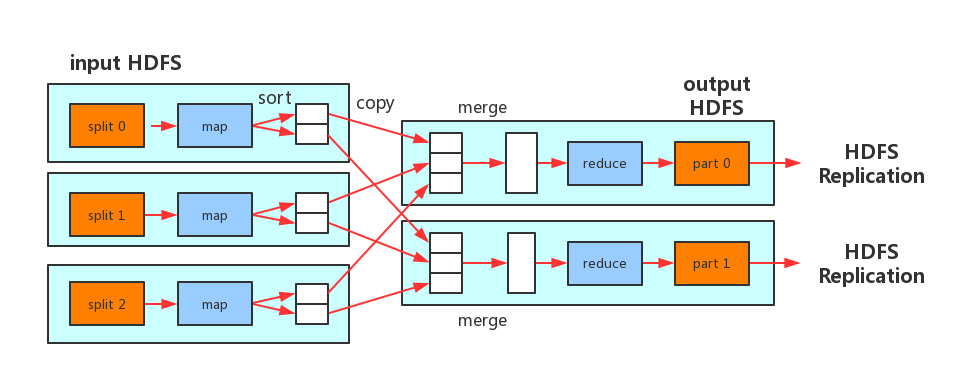 input HDFS
sort
split 0
map
copy
merge
output
HDFS
reduce
part 0
HDFS
Replication
split 1
map
split 2
map
reduce
part 1
HDFS
Replication
merge